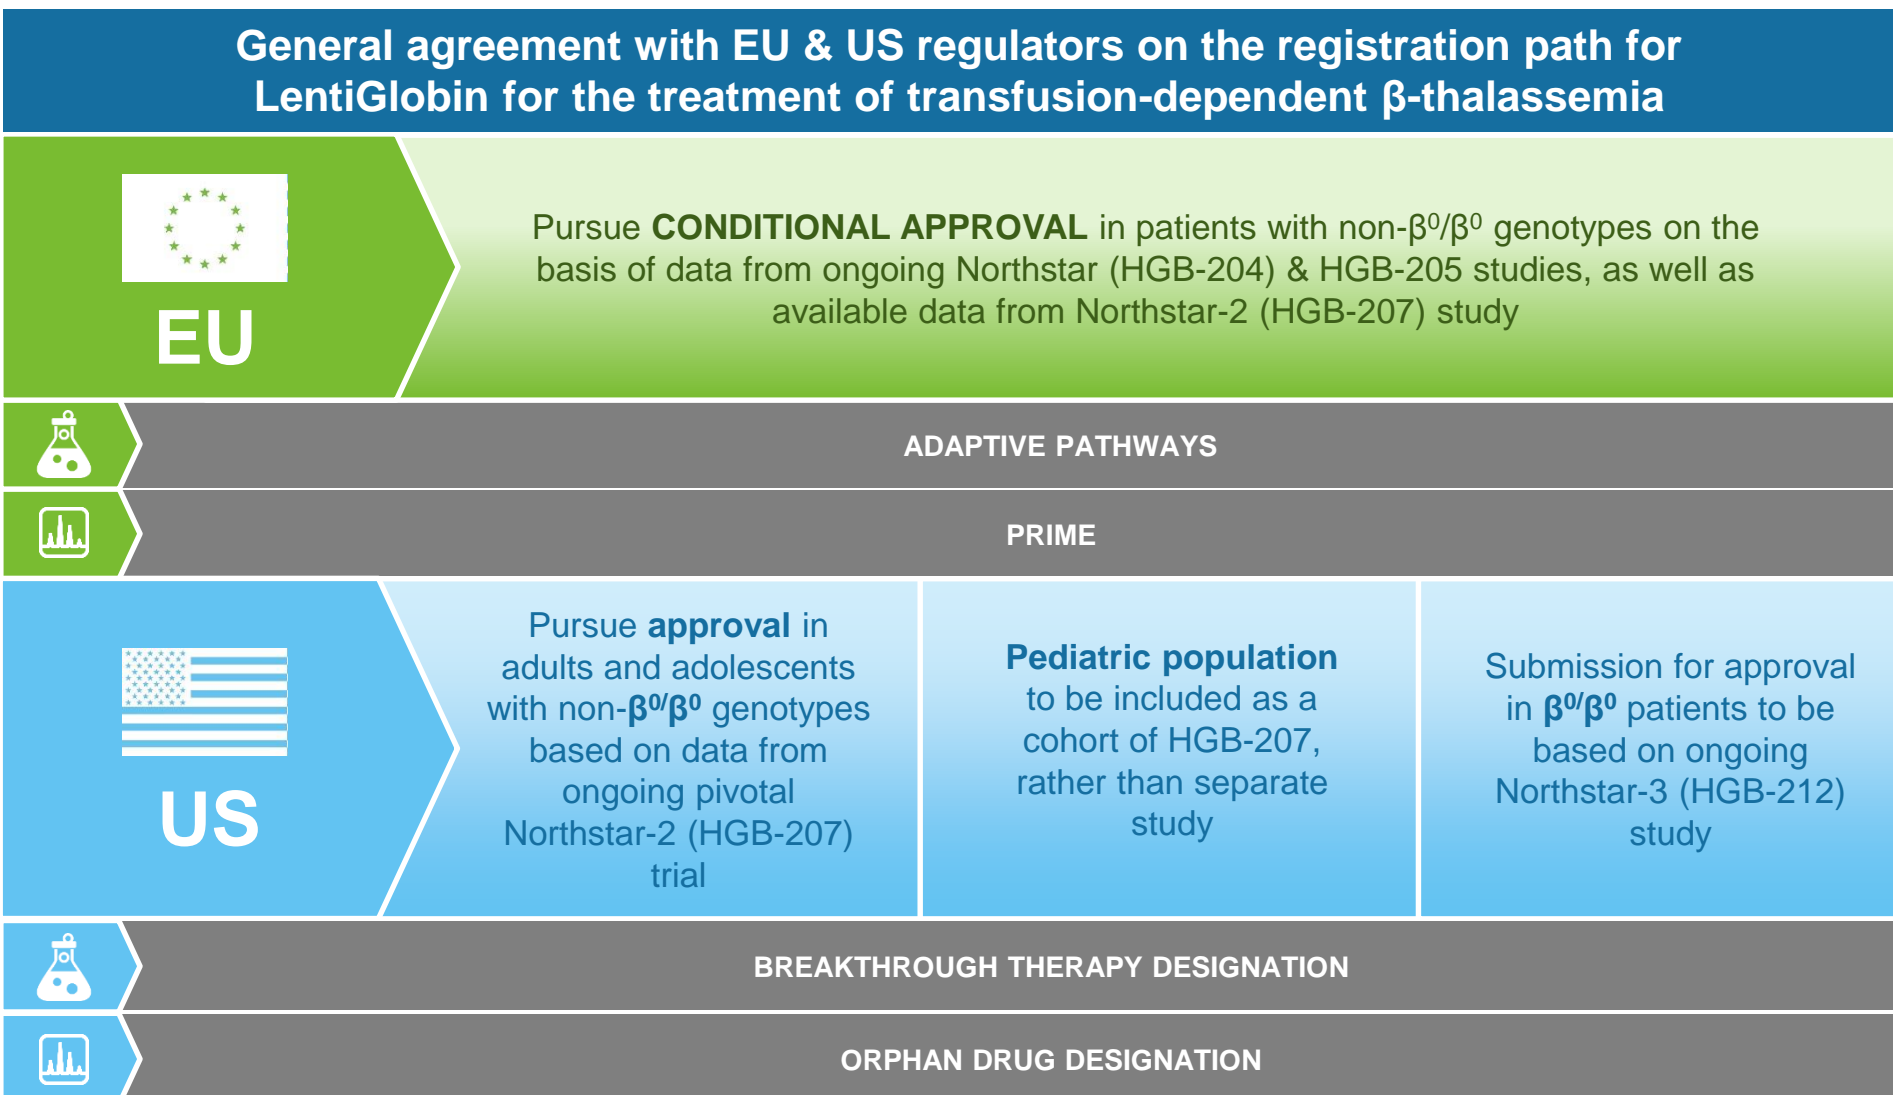 General agreement with EU & US regulators on the registration path for
LentiGlobin for the treatment of transfusion-dependent β-thalassemia
EU
Pursue CONDITIONAL APPROVAL in patients with non-β⁰/β⁰ genotypes on the
basis of data from ongoing Northstar (HGB-204) & HGB-205 studies, as well as
available data from Northstar-2 (HGB-207) study
ADAPTIVE PATHWAYS
PRIME
US
Pursue approval in
adults and adolescents
with non-β⁰/β⁰ genotypes
based on data from
ongoing pivotal
Northstar-2 (HGB-207)
trial
Pediatric population
to be included as a
cohort of HGB-207,
rather than separate
study
Submission for approval
in β⁰/β⁰ patients to be
based on ongoing
Northstar-3 (HGB-212)
study
BREAKTHROUGH THERAPY DESIGNATION
ORPHAN DRUG DESIGNATION